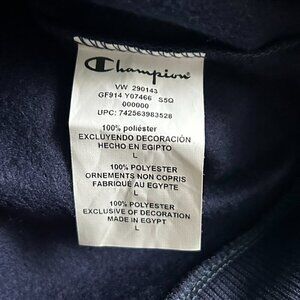 Champion
VW 290143
GF914 Y07466 S5Q
000000
UPC: 742563983528
100% poliéster
EXCLUYENDO DECORACIÓN
HECHO EN EGIPTO
L
100% POLYESTER
ORNEMENTS NON COPRIS
FABRIQUÉ AU EGYPTE
L
100% POLYESTER
EXCLUSIVE OF DECORATION
MADE IN EGYPT
L